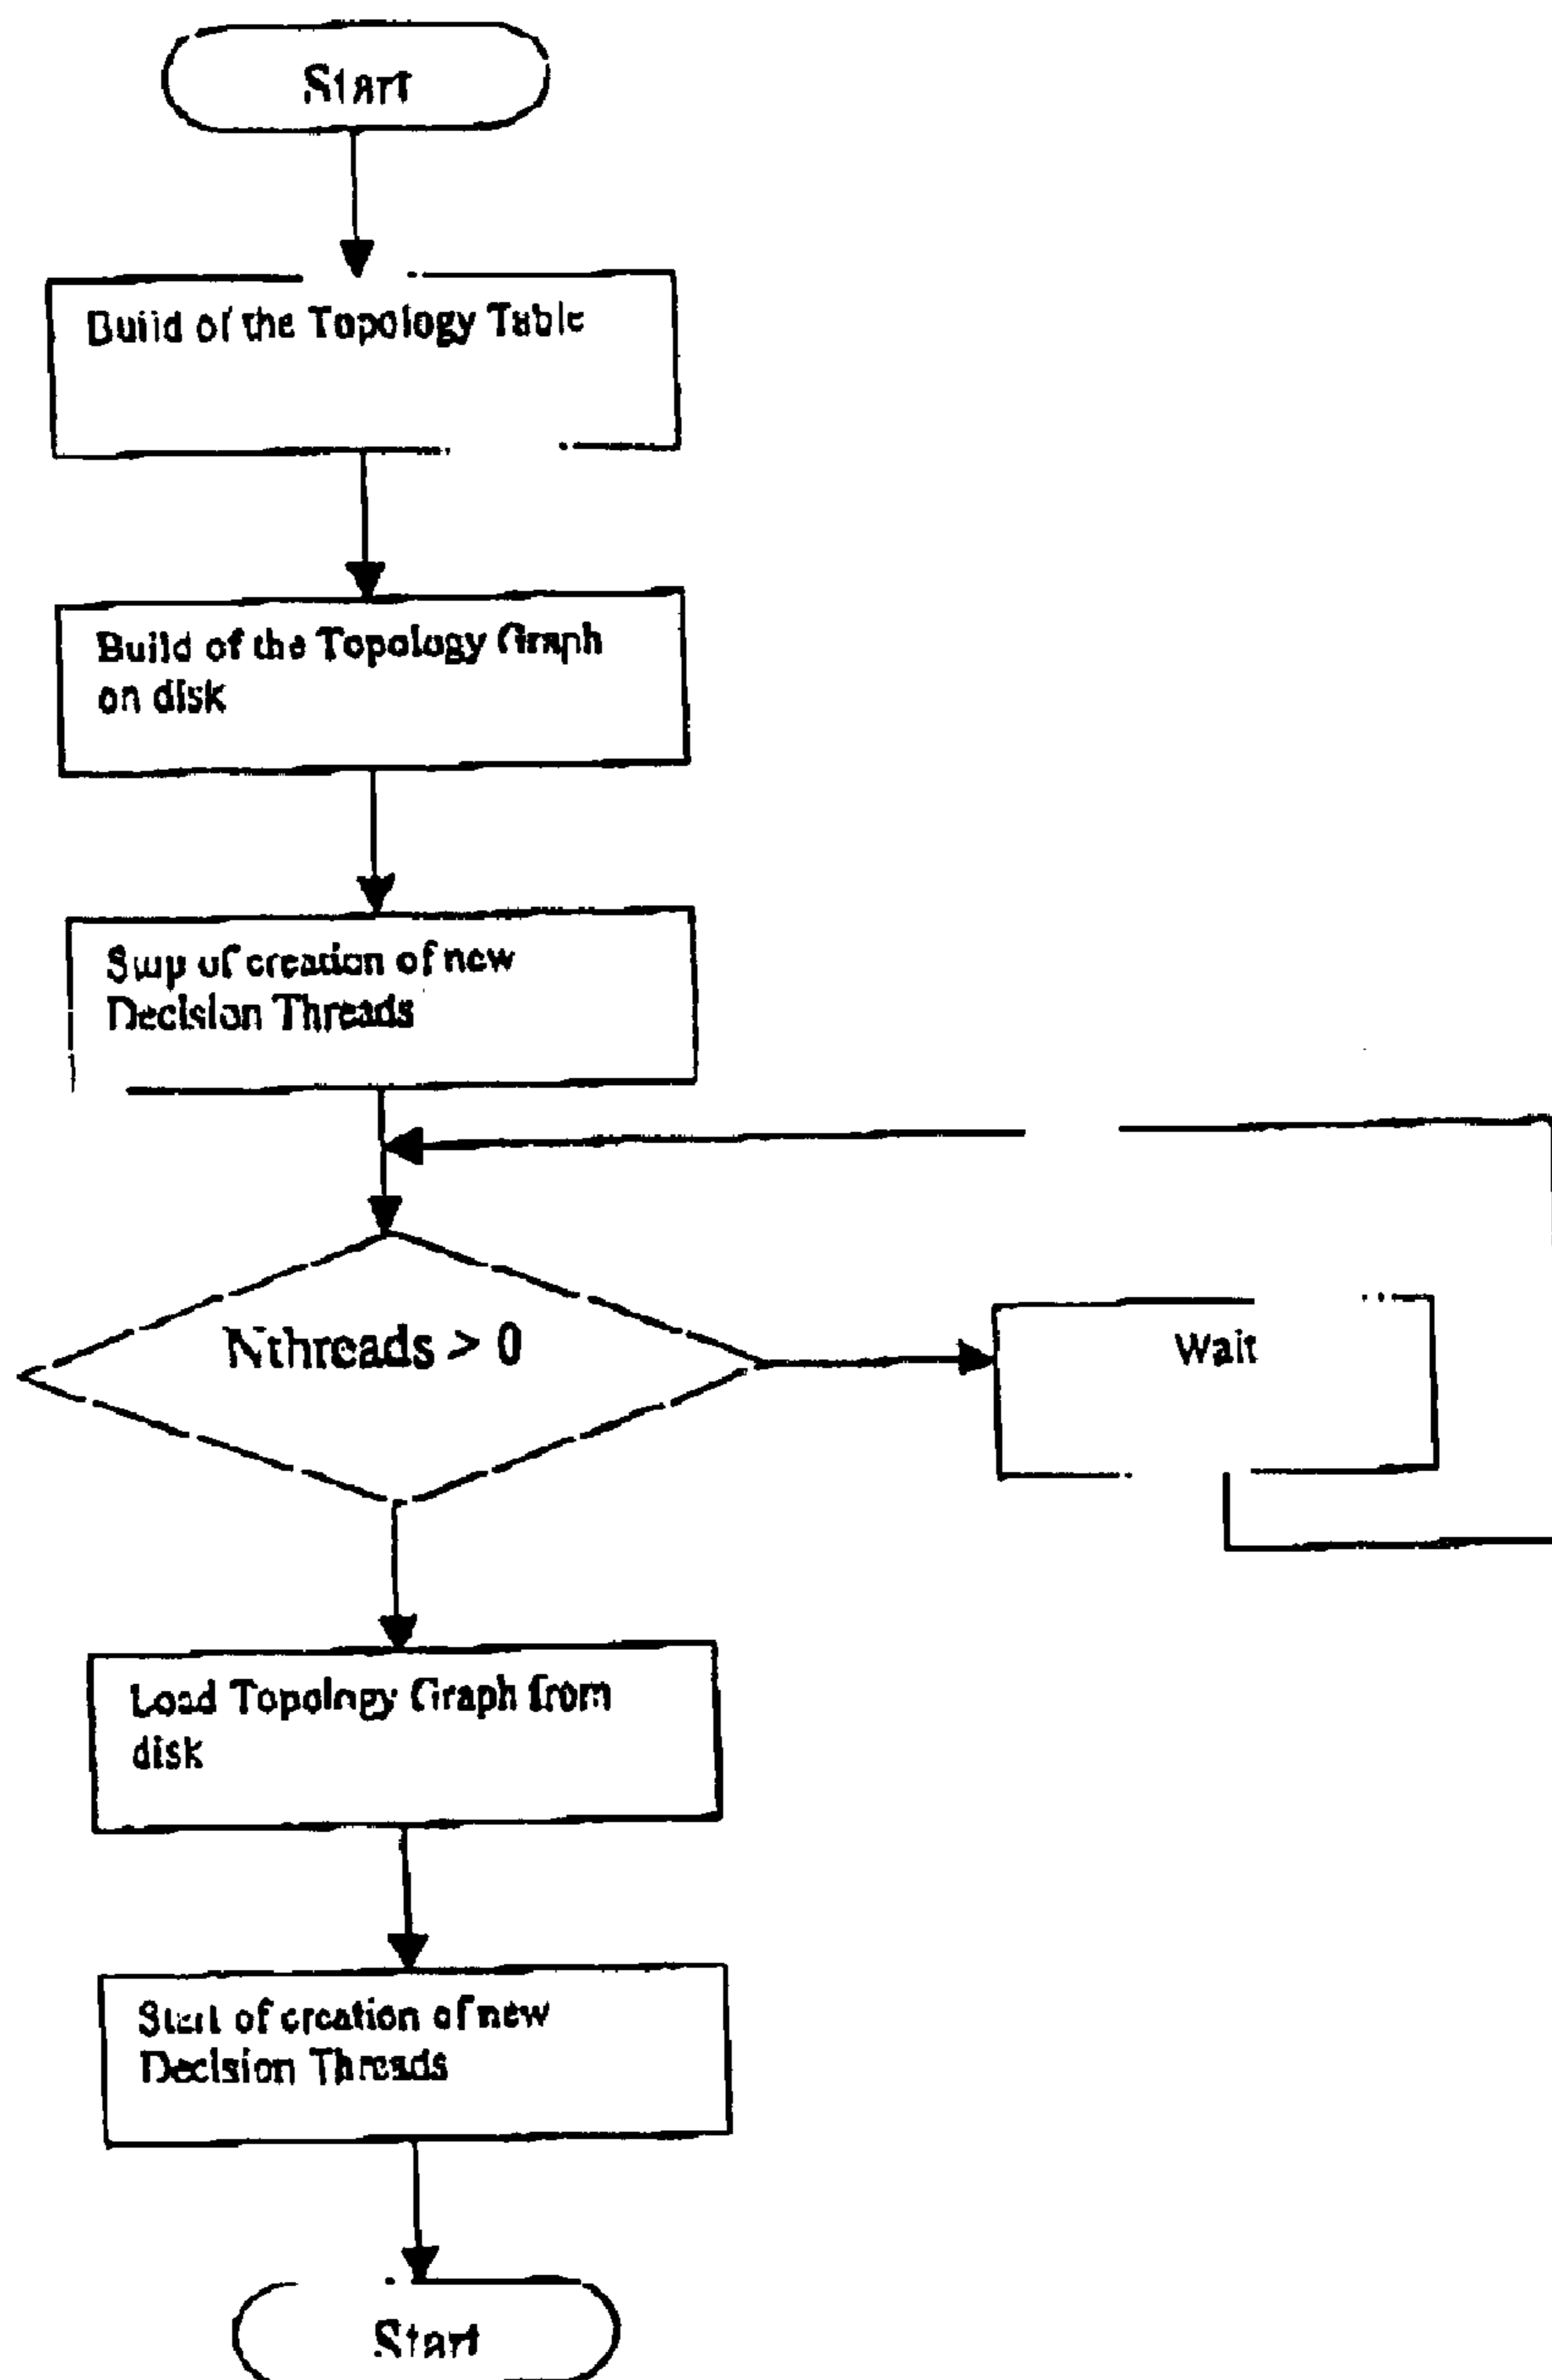 Start
Build of the Topology Table
Build of the Topology Graph
on disk
Stop of creation of new
Decision Threads
Nthreads > 0
Wait
Load Topology Graph from
disk
Start of creation of new
Decision Threads
Start